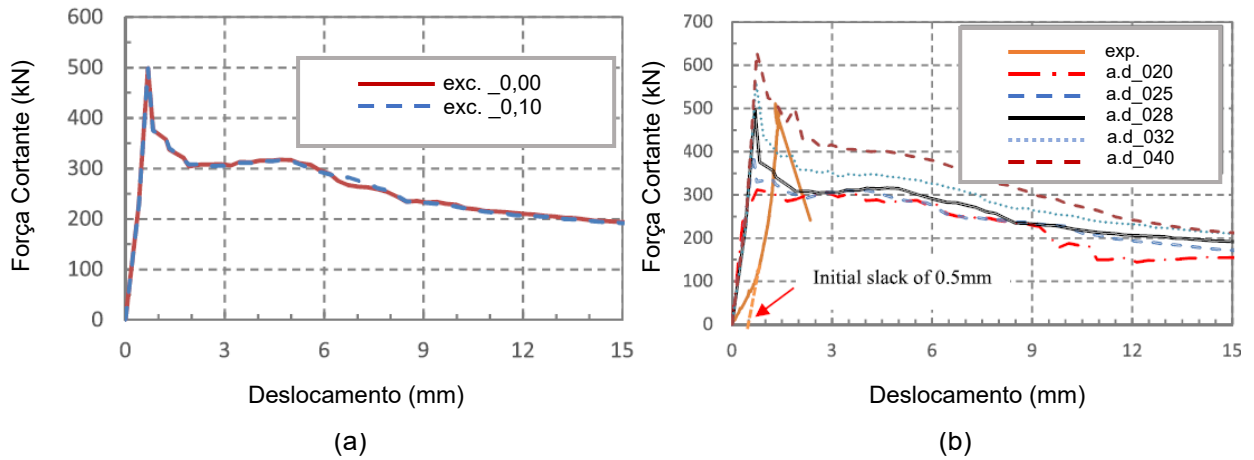 600
500
400
300
200
100
0
0 3 6 9 12 15
Força Cortante (kN)
Deslocamento (mm)
exc. _0,00
exc. _0,10
(a)
700
600
500
400
300
200
100
0
0 3 6 9 12 15
Força Cortante (kN)
Deslocamento (mm)
exp.
a.d_020
a.d_025
a.d_028
a.d_032
a.d_040
Initial slack of 0.5mm
(b)